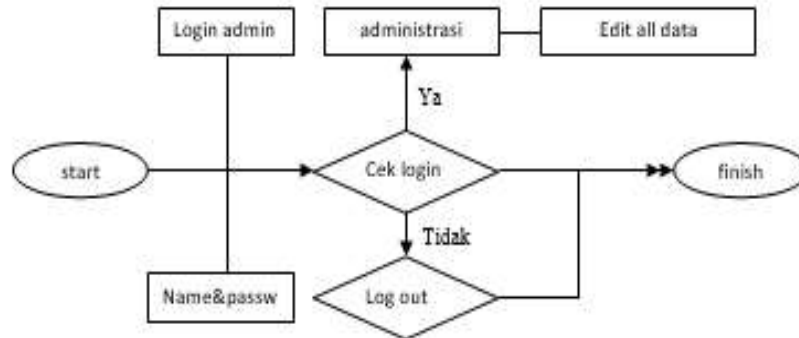 Login admin
administrasi
Edit all data
Ya
start
Cek login
finish
Tidak
Name&passw
Log out